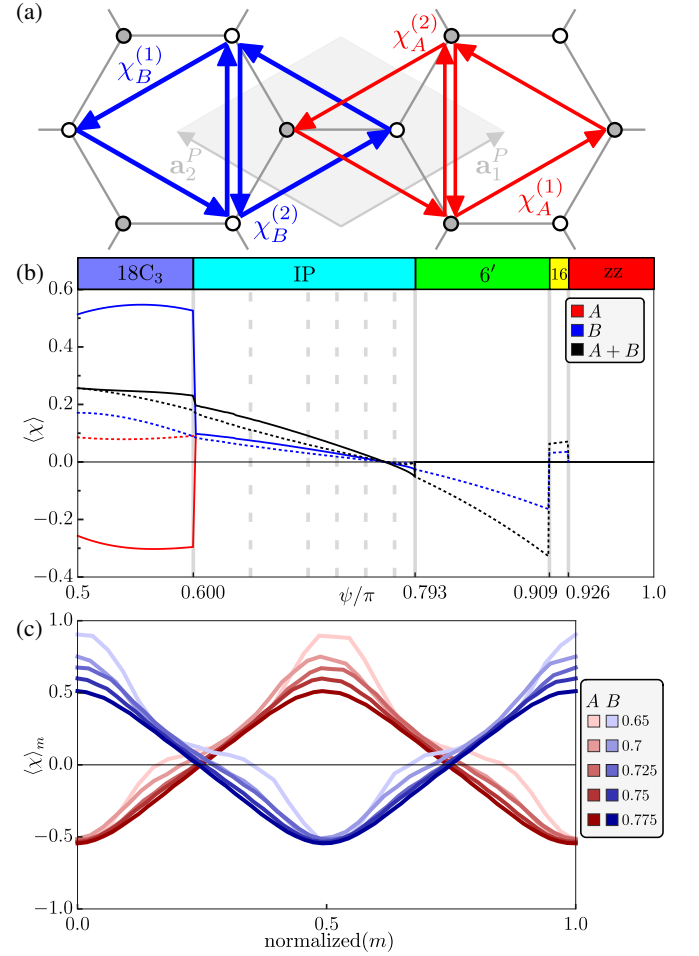 (a)
χ_B^(1)
χ_A^(2)
a_2^P
a_1^P
χ_B^(2)
χ_A^(1)
(b)
18C₃ IP 6′ 16 zz
0.6
0.4
0.2
0.0
−0.2
−0.4
⟨χ⟩
A
B
A + B
0.5 0.600 ψ/π 0.793 0.909 0.926 1.0
(c)
1.0
0.5
0.0
−0.5
−1.0
⟨χ⟩_m
A B
0.65
0.7
0.725
0.75
0.775
0.0 0.5 1.0
normalized(m)